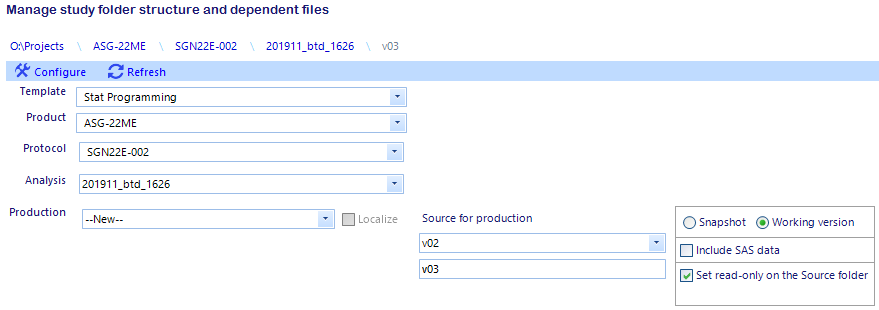 Manage study folder structure and dependent files
O:\Projects \ ASG-22ME \ SGN22E-002 \ 201911_btd_1626 \ v03
Configure Refresh
Template Stat Programming
Product ASG-22ME
Protocol SGN22E-002
Analysis 201911_btd_1626
Production --New-- Localize Source for production Snapshot Working version
v02 Include SAS data
v03 Set read-only on the Source folder